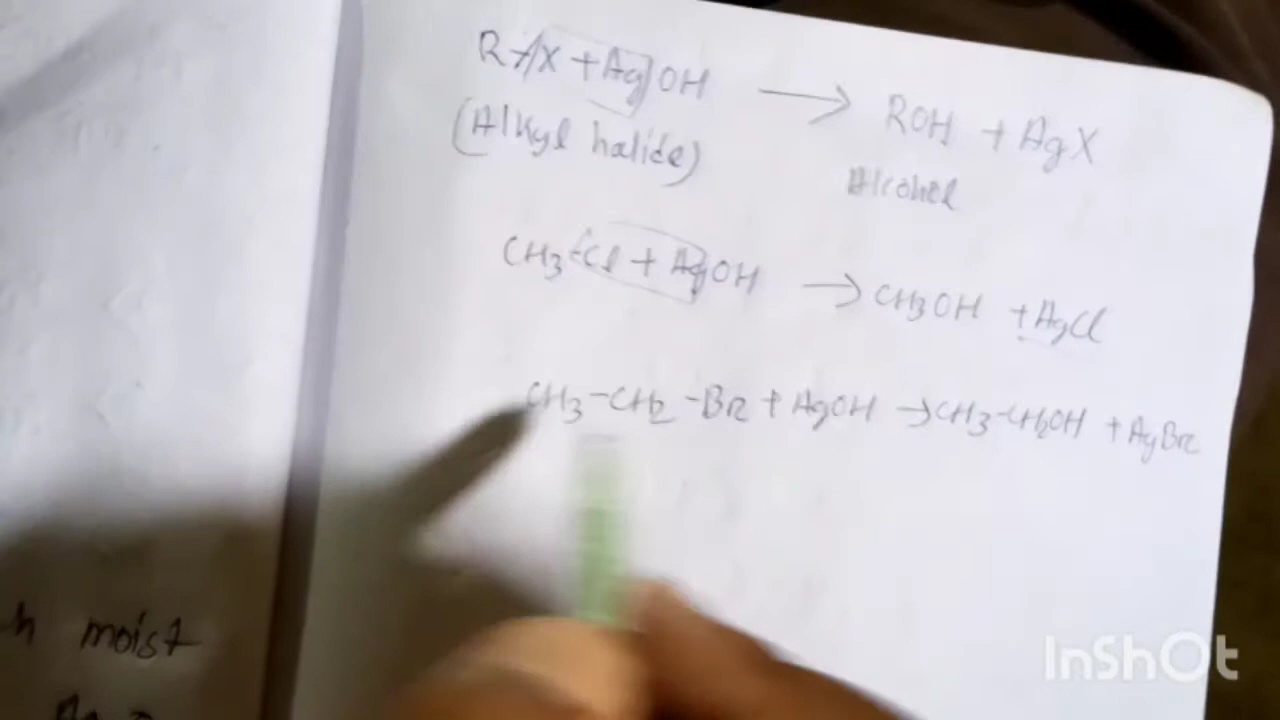 R-X + AgOH → ROH + AgX
(Alkyl halide) Alcohol
CH3-Cl + AgOH → CH3OH + AgCl
CH3-CH2-Br + AgOH → CH3-CH2OH + AgBr
moist
InShOt